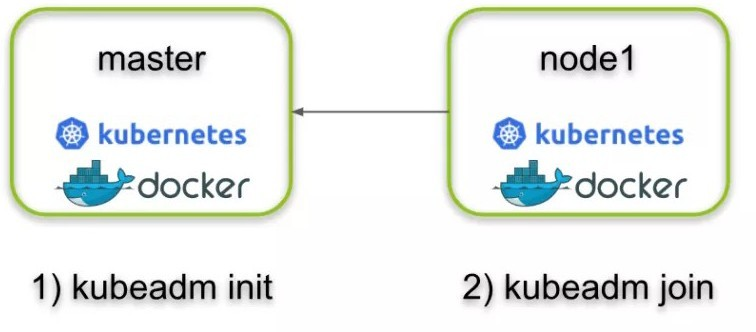 master
kubernetes
docker
1) kubeadm init
node1
kubernetes
docker
2) kubeadm join